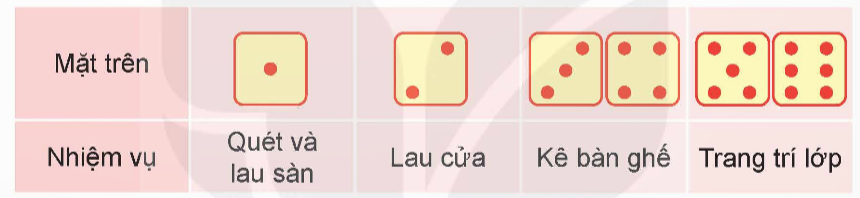 Mặt trên
Nhiệm vụ
Quét và
lau sàn
Lau cửa
Kê bàn ghế
Trang trí lớp